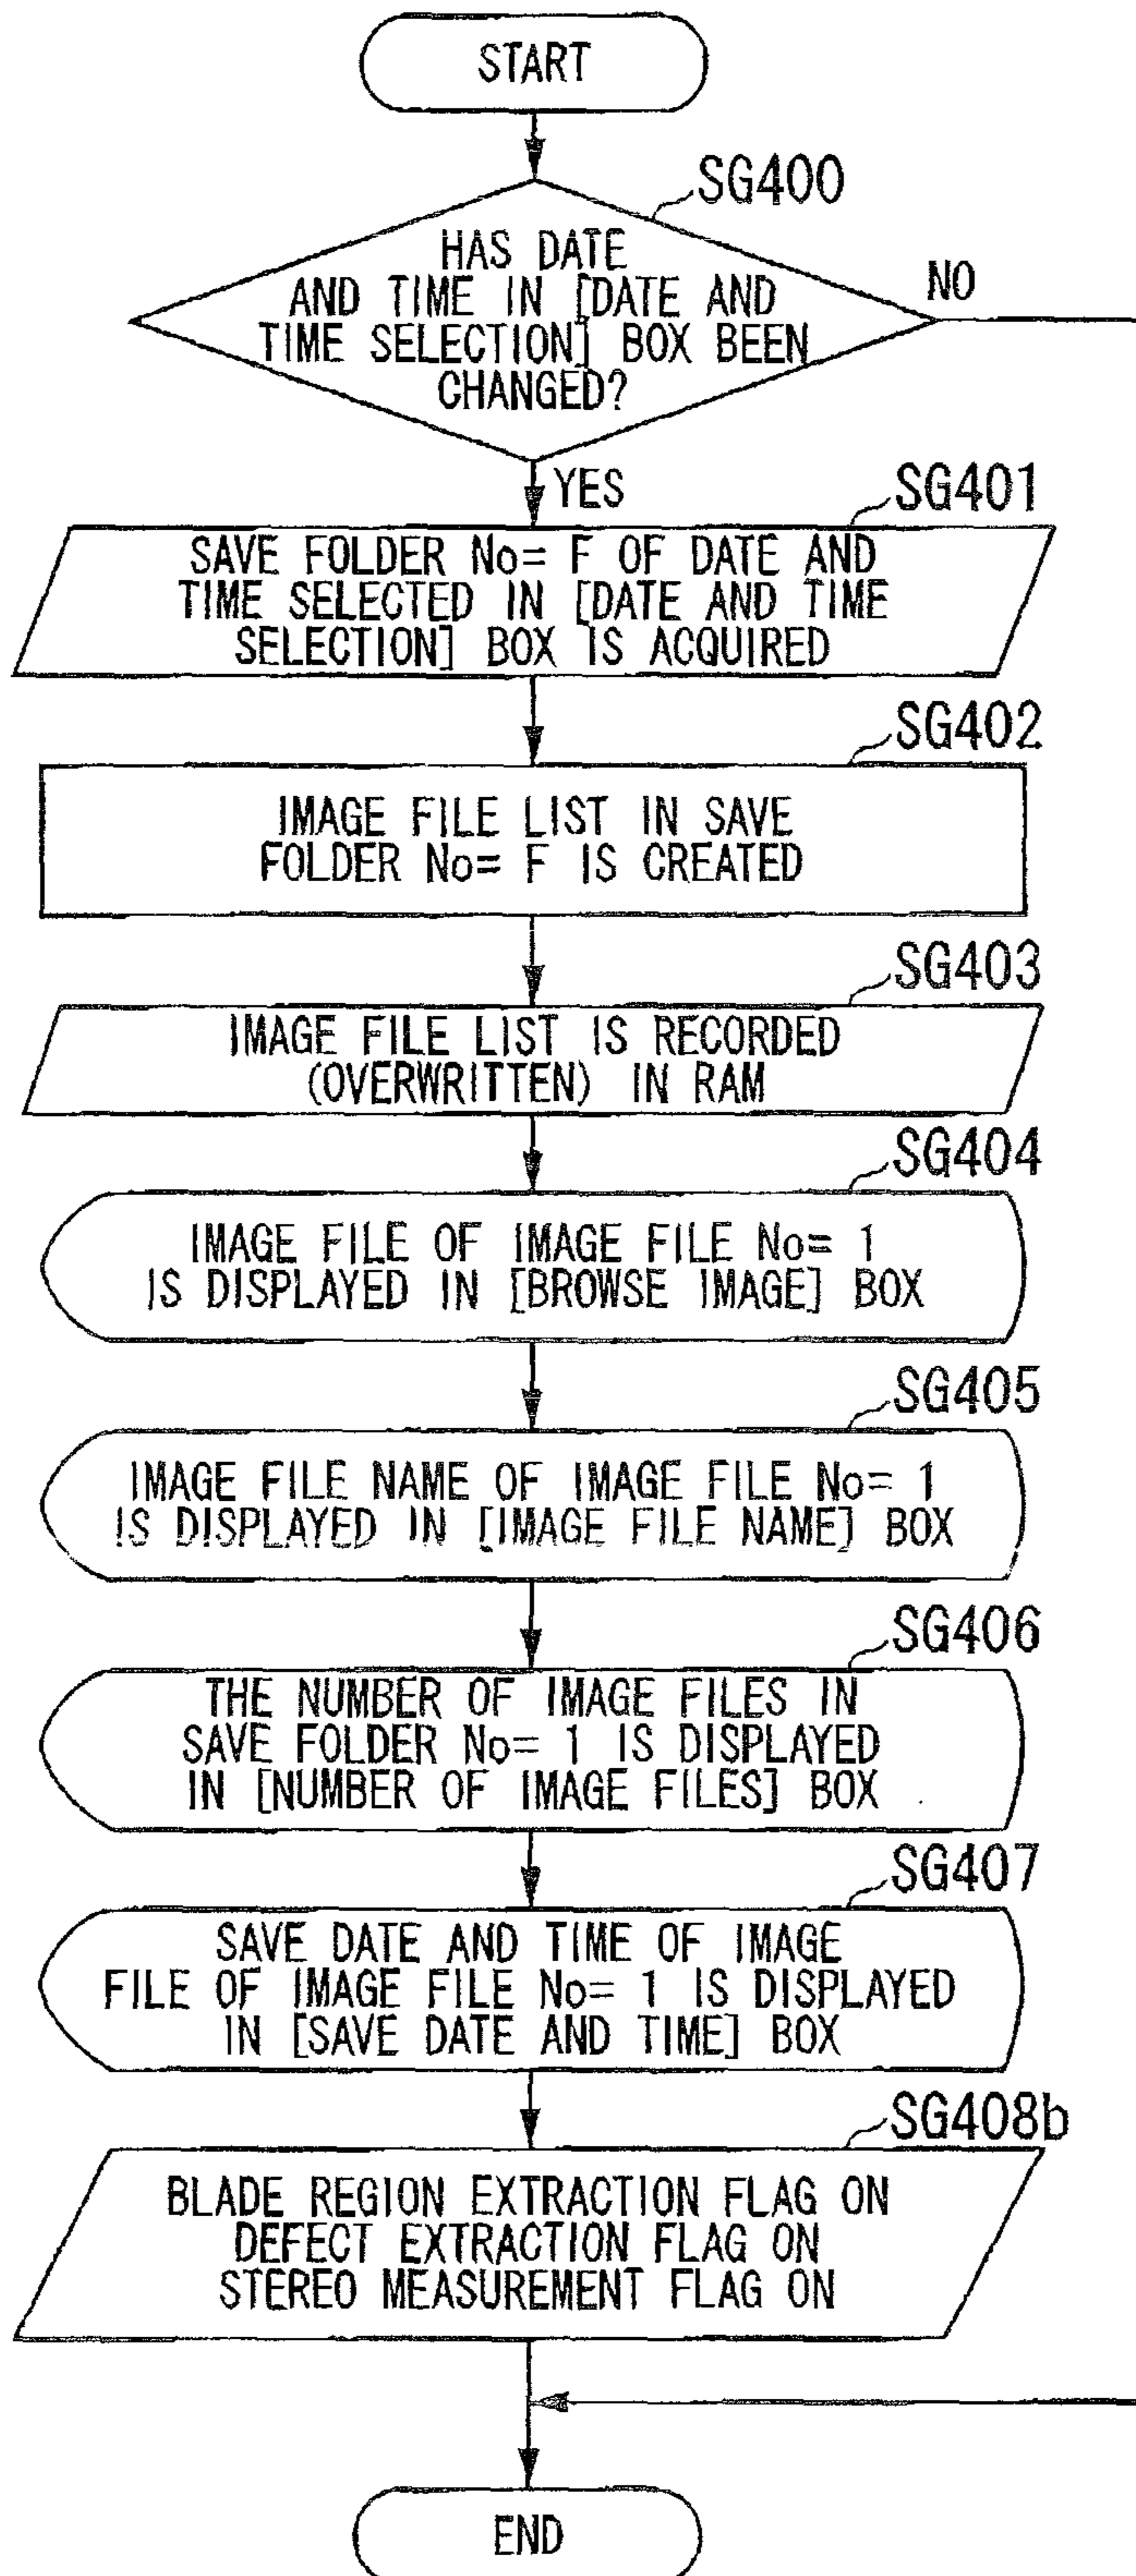 START
SG400
HAS DATE
AND TIME IN [DATE AND
TIME SELECTION] BOX BEEN
CHANGED?
NO
YES
SG401
SAVE FOLDER No= F OF DATE AND
TIME SELECTED IN [DATE AND TIME
SELECTION] BOX IS ACQUIRED
SG402
IMAGE FILE LIST IN SAVE
FOLDER No= F IS CREATED
SG403
IMAGE FILE LIST IS RECORDED
(OVERWRITTEN) IN RAM
SG404
IMAGE FILE OF IMAGE FILE No= 1
IS DISPLAYED IN [BROWSE IMAGE] BOX
SG405
IMAGE FILE NAME OF IMAGE FILE No= 1
IS DISPLAYED IN [IMAGE FILE NAME] BOX
SG406
THE NUMBER OF IMAGE FILES IN
SAVE FOLDER No= 1 IS DISPLAYED
IN [NUMBER OF IMAGE FILES] BOX
SG407
SAVE DATE AND TIME OF IMAGE
FILE OF IMAGE FILE No= 1 IS DISPLAYED
IN [SAVE DATE AND TIME] BOX
SG408b
BLADE REGION EXTRACTION FLAG ON
DEFECT EXTRACTION FLAG ON
STEREO MEASUREMENT FLAG ON
END